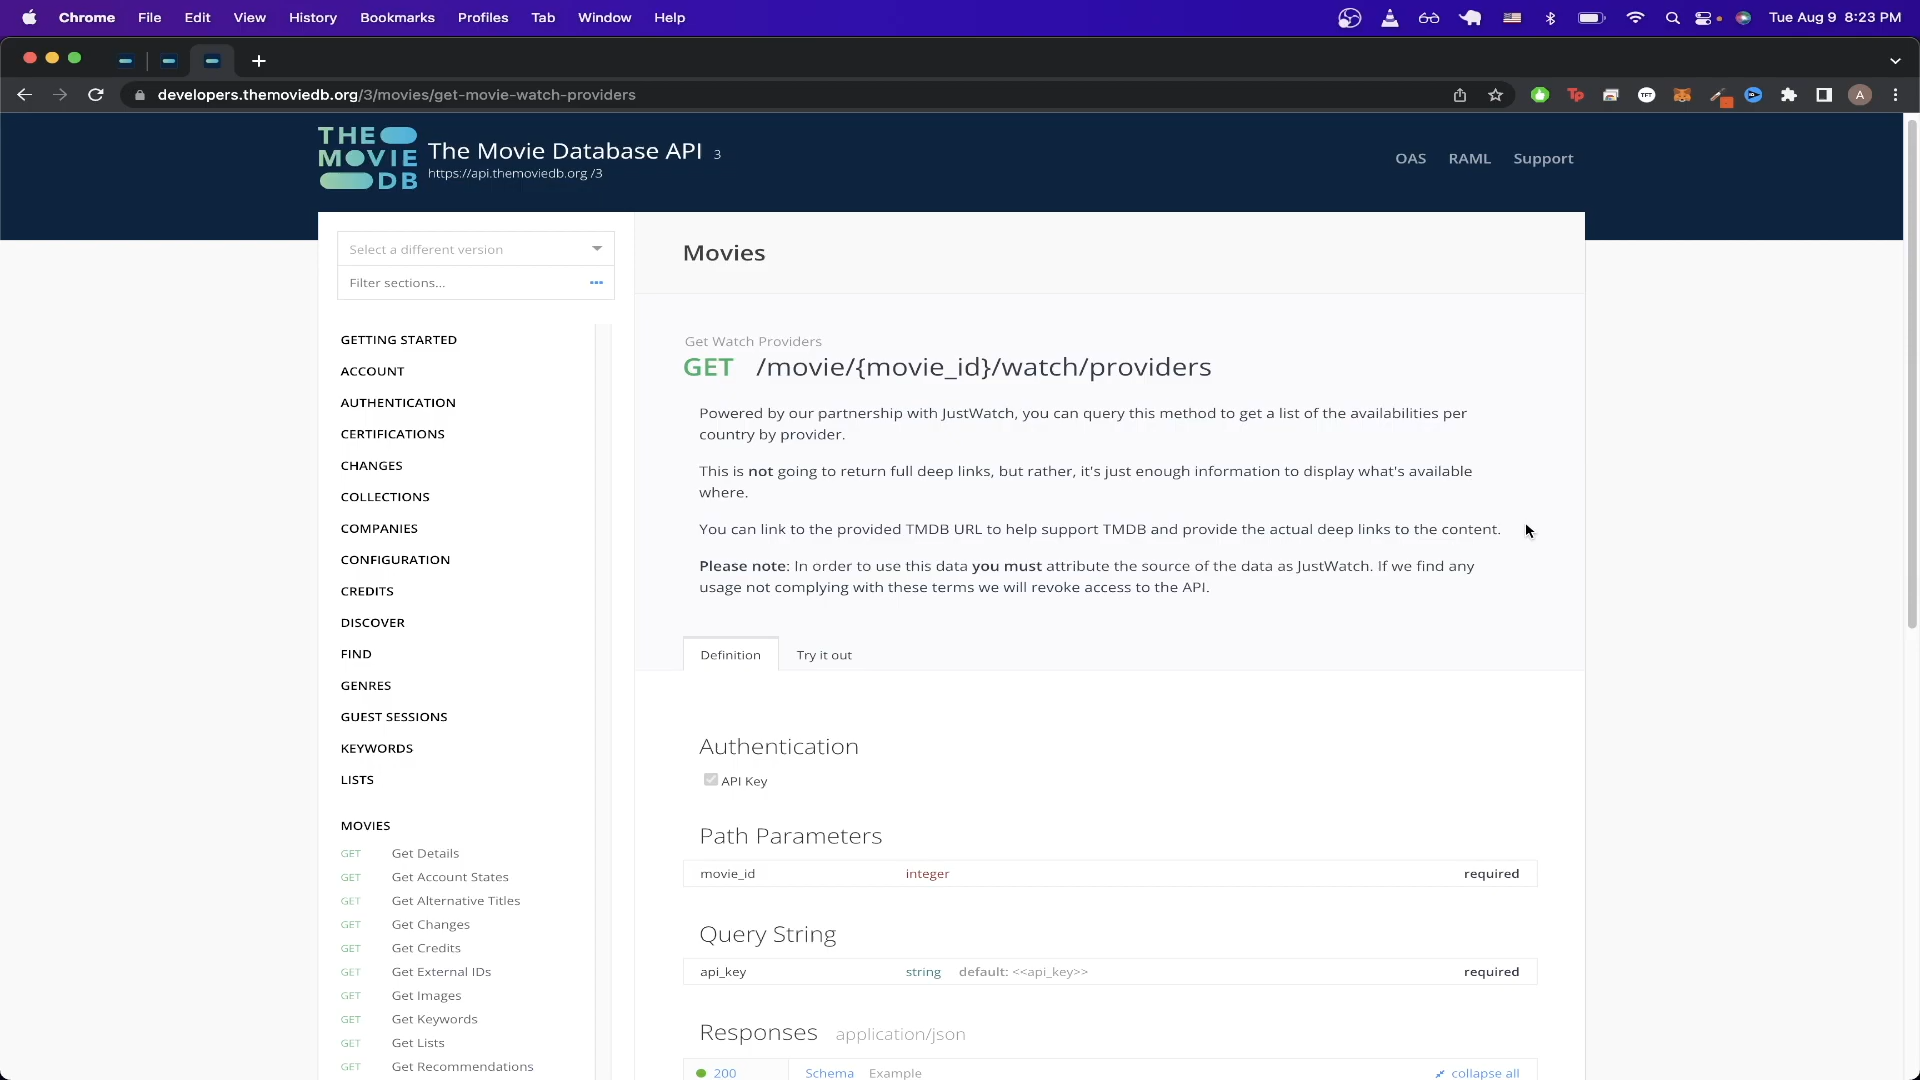 Chrome File Edit View History Bookmarks Profiles Tab Window Help Tue Aug 9 8:23 PM
developers.themoviedb.org/3/movies/get-movie-watch-providers
THE MOVIE DB
The Movie Database API 3
https://api.themoviedb.org /3
OAS RAML Support
Select a different version
Filter sections...
GETTING STARTED
ACCOUNT
AUTHENTICATION
CERTIFICATIONS
CHANGES
COLLECTIONS
COMPANIES
CONFIGURATION
CREDITS
DISCOVER
FIND
GENRES
GUEST SESSIONS
KEYWORDS
LISTS
MOVIES
GET Get Details
GET Get Account States
GET Get Alternative Titles
GET Get Changes
GET Get Credits
GET Get External IDs
GET Get Images
GET Get Keywords
GET Get Lists
GET Get Recommendations
Movies
Get Watch Providers
GET /movie/{movie_id}/watch/providers
Powered by our partnership with JustWatch, you can query this method to get a list of the availabilities per
country by provider.
This is not going to return full deep links, but rather, it's just enough information to display what's available
where.
You can link to the provided TMDB URL to help support TMDB and provide the actual deep links to the content.
Please note: In order to use this data you must attribute the source of the data as JustWatch. If we find any
usage not complying with these terms we will revoke access to the API.
Definition Try it out
Authentication
API Key
Path Parameters
movie_id integer required
Query String
api_key string default: <<api_key>> required
Responses application/json
200 Schema Example collapse all